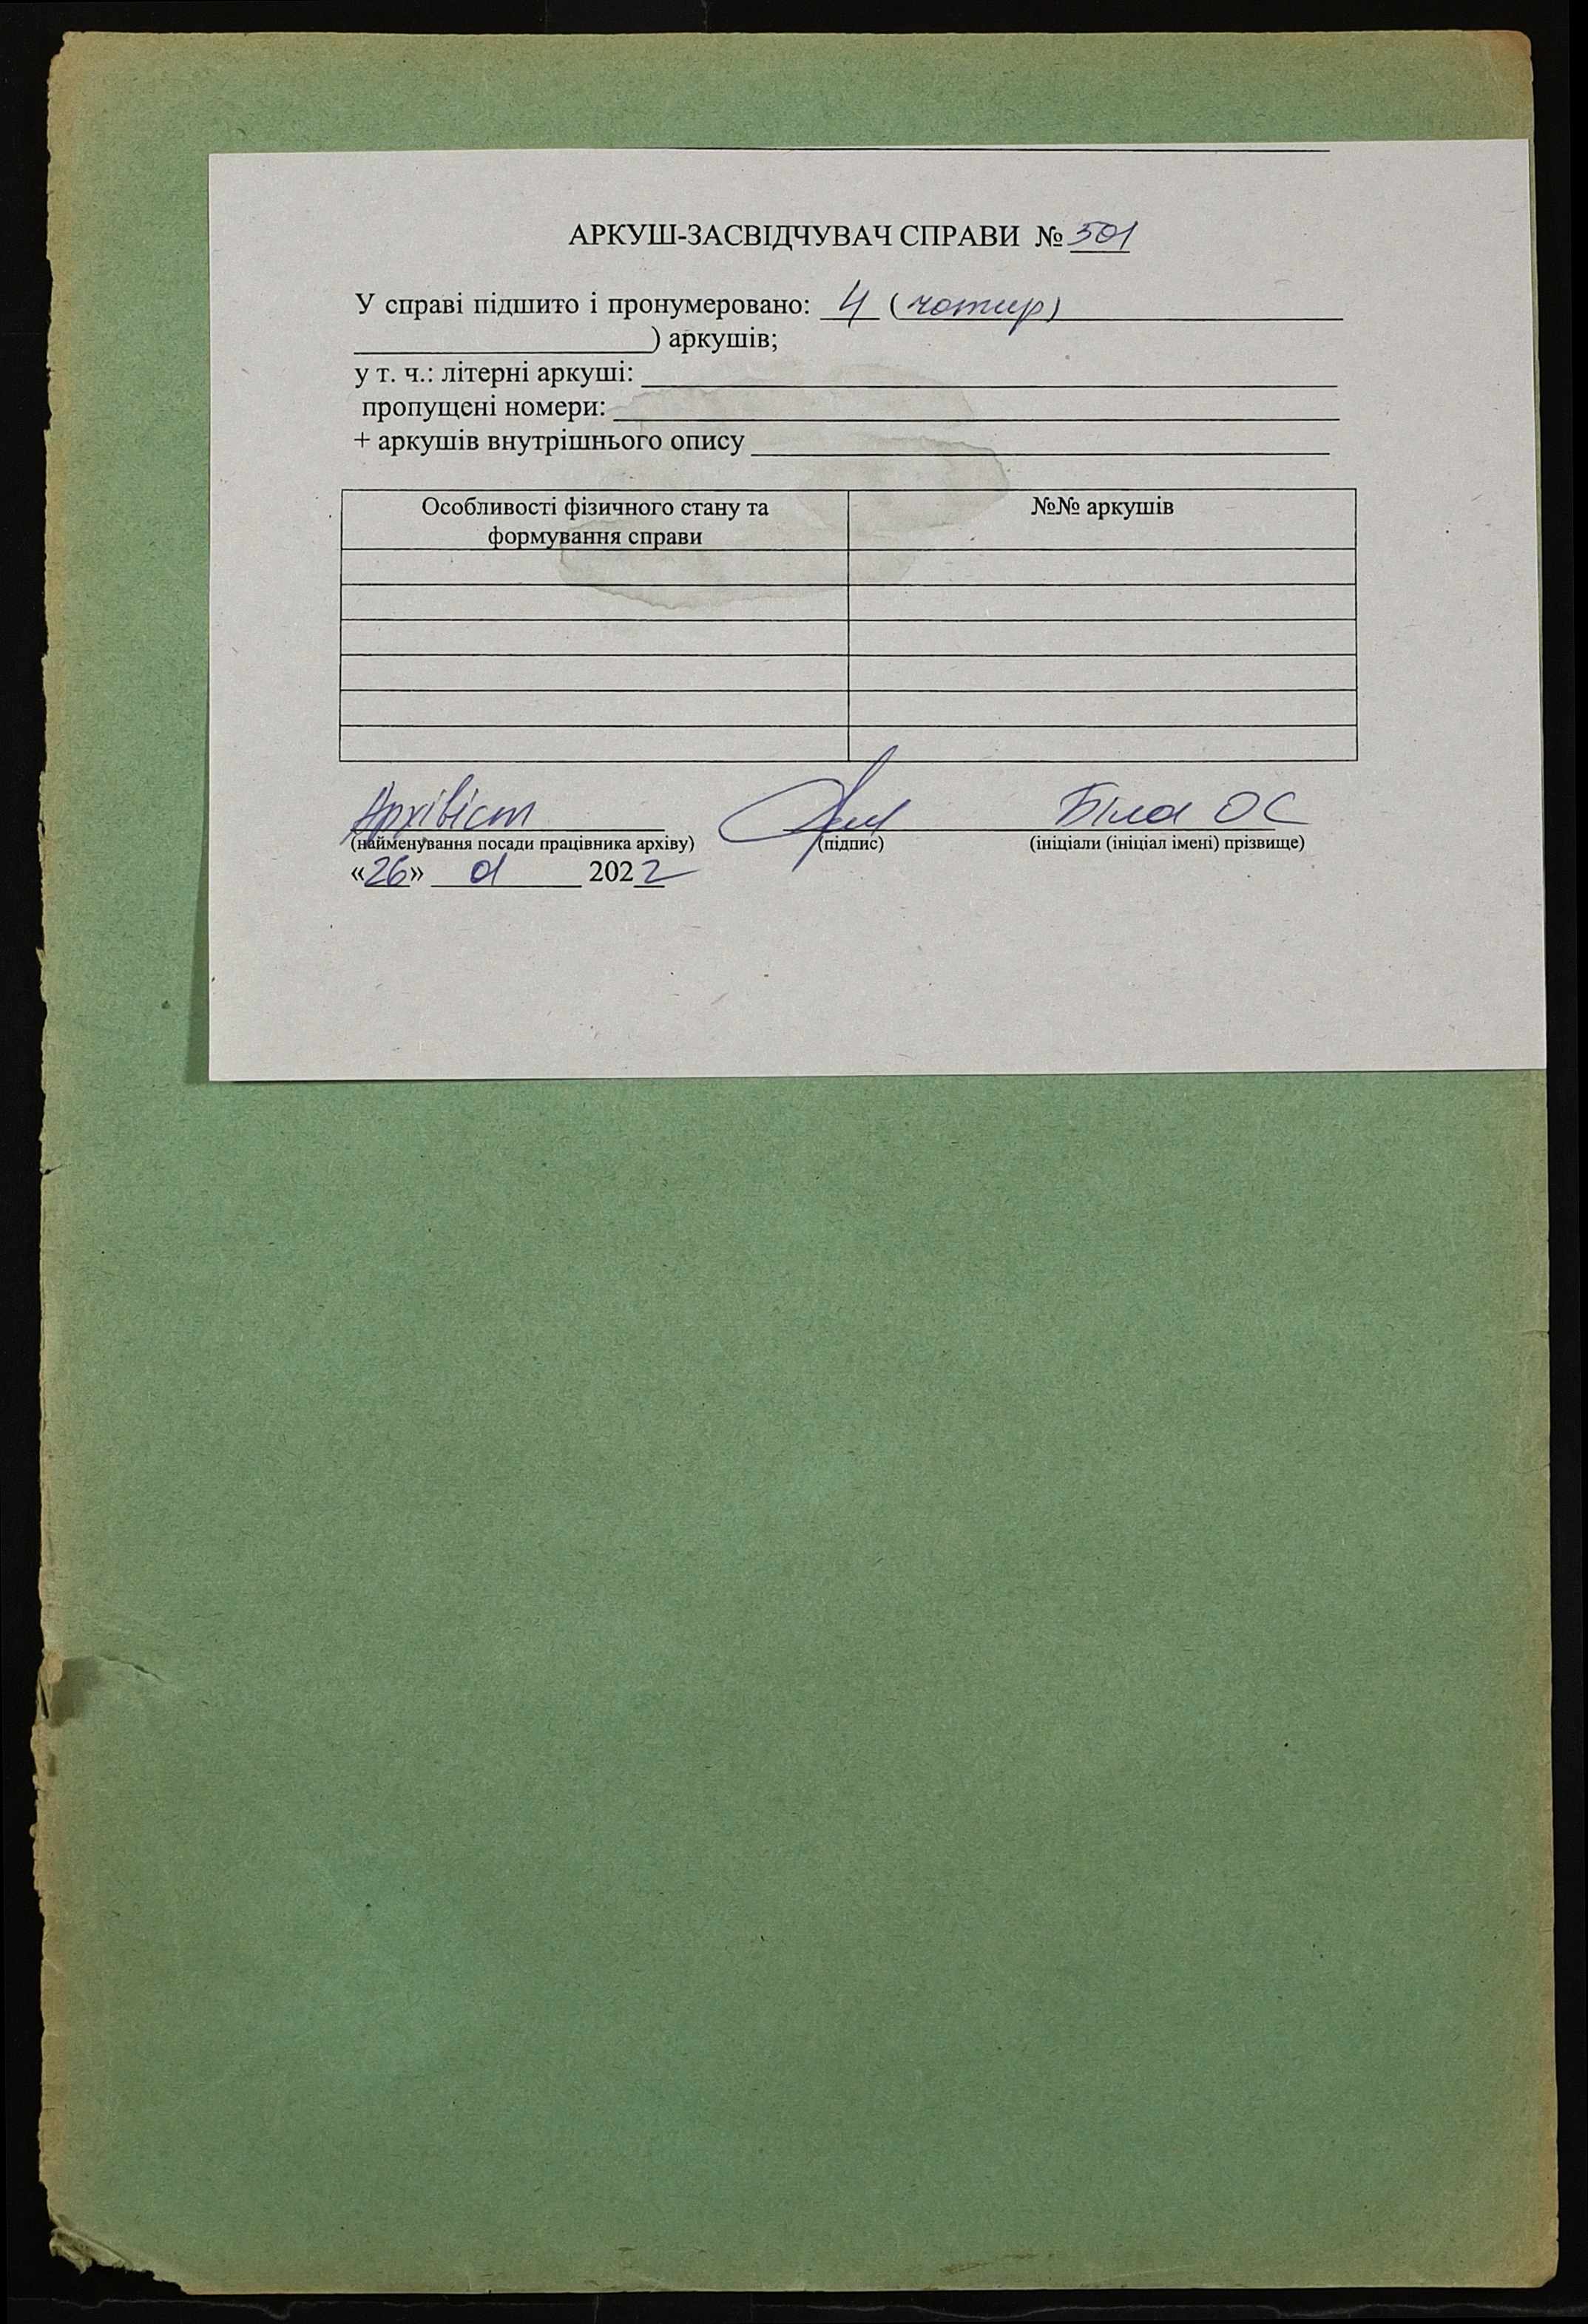 АРКУШ-ЗАСВІДЧУВАЧ СПРАВИ № 501
У справі підшито і пронумеровано: 4 (чотир)
) аркушів;
у т. ч.: літерні аркуші:
пропущені номери:
+ аркушів внутрішнього опису
Особливості фізичного стану та формування справи
№№ аркушів
Архівіст
Біла ОС
(найменування посади працівника архіву) (підпис) (ініціали (ініціал імені) прізвище)
«26» 2022